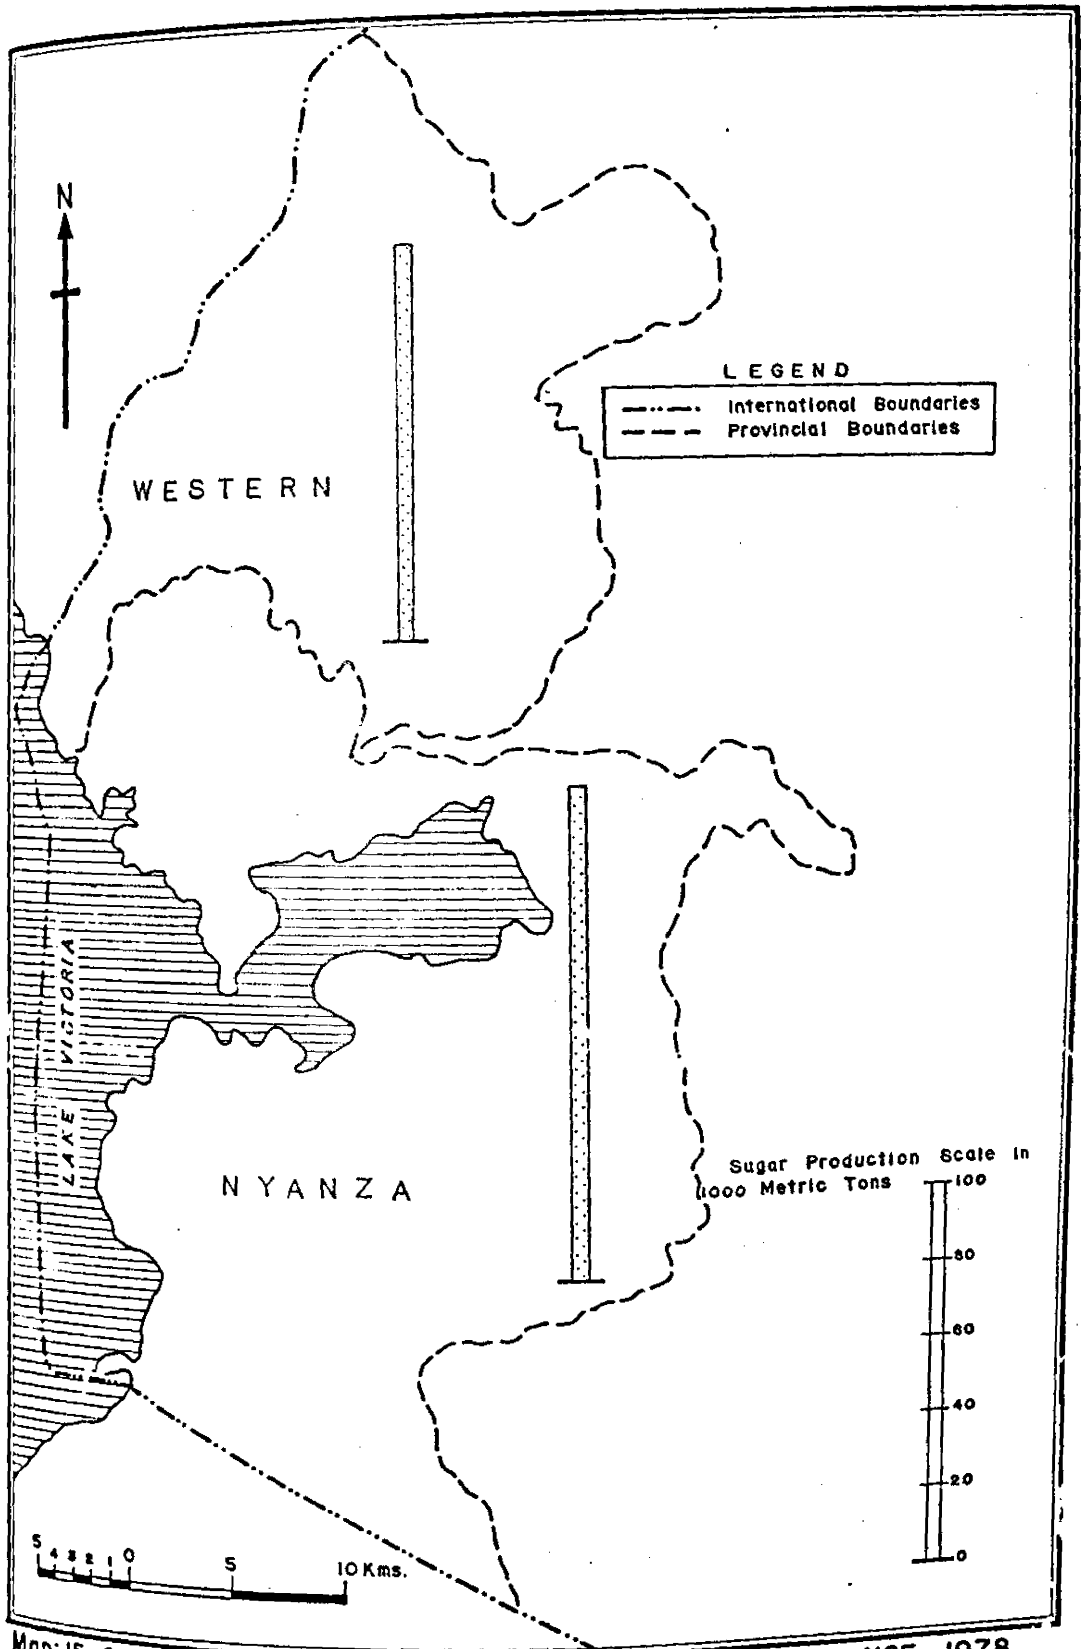 N
LEGEND
International Boundaries
Provincial Boundaries
WESTERN
LAKE VICTORIA
NYANZA
Sugar Production Scale in
1000 Metric Tons
100
80
60
40
20
0
5 4 3 2 1 0 5 10 Kms.
1978